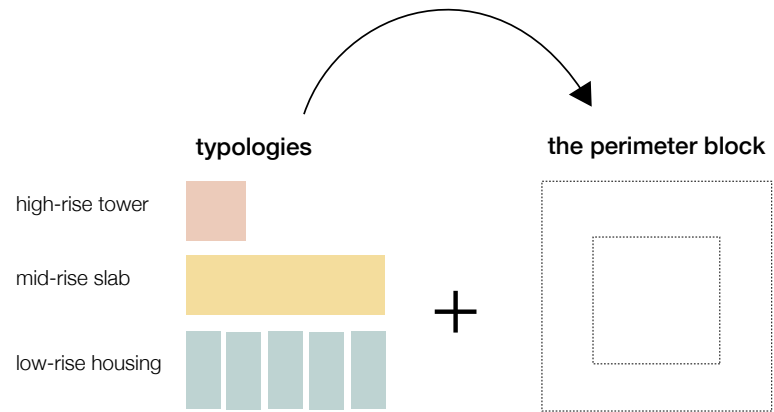 typologies
the perimeter block
high-rise tower
mid-rise slab
low-rise housing